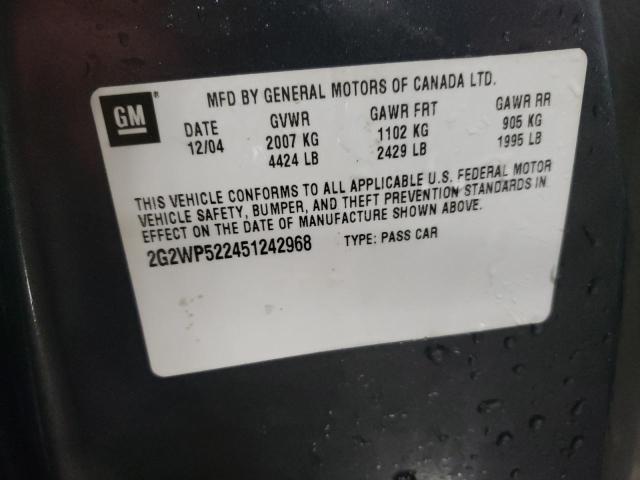 GM®
MFD BY GENERAL MOTORS OF CANADA LTD.
DATE GVWR GAWR FRT GAWR RR
12/04 2007 KG 1102 KG 905 KG
4424 LB 2429 LB 1995 LB
THIS VEHICLE CONFORMS TO ALL APPLICABLE U.S. FEDERAL MOTOR
VEHICLE SAFETY, BUMPER, AND THEFT PREVENTION STANDARDS IN
EFFECT ON THE DATE OF MANUFACTURE SHOWN ABOVE.
2G2WP522451242968 TYPE: PASS CAR